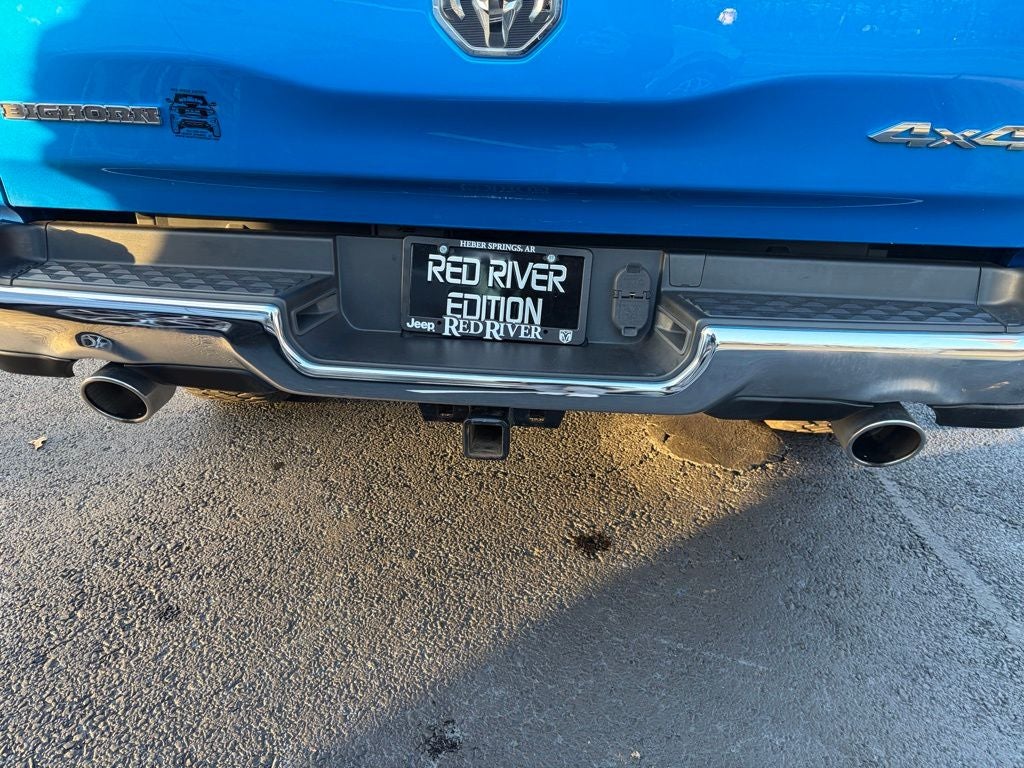 BIGHORN
4x4
HEBER SPRINGS, AR
RED RIVER
EDITION
Jeep RED RIVER